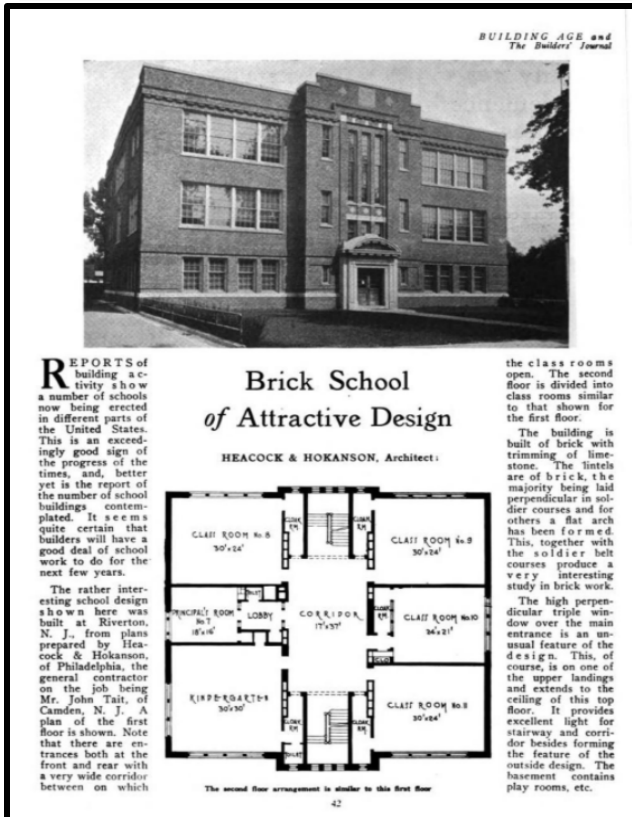 BUILDING AGE and
The Builders' Journal
REPORTS of
building ac-
tivity show
a number of schools
now being erected
in different parts of
the United States.
This is an exceed-
ingly good sign of
the progress of the
times, and, better
yet is the report of
the number of school
buildings contem-
plated. It seems
quite certain that
builders will have a
good deal of school
work to do for the
next few years.
The rather inter-
esting school design
shown here was
built at Riverton,
N. J., from plans
prepared by Hea-
cock & Hokanson,
of Philadelphia, the
general contractor
on the job being
Mr. John Tait, of
Camden, N. J. A
plan of the first
floor is shown. Note
that there are en-
trances both at the
front and rear with
a very wide corridor
between on which
Brick School
of Attractive Design
HEACOCK & HOKANSON, Architects
CLASS ROOM No. 8
30'x24'
CLOAK
RM
CLOAK
RM
CLASS ROOM No. 9
30'x24'
PRINCIPAL'S ROOM
No. 7
18'x16'
TOILET
LOBBY
CORRIDOR
17'x37'
CLOAK
RM
CLASS ROOM No. 10
26'x21'
CLO
KINDERGARTEN
30'x30'
CLOAK
RM
TOILET
CLOAK
RM
CLASS ROOM No. 11
30'x24'
The second floor arrangement is similar to this first floor
42
the class rooms
open. The second
floor is divided into
class rooms similar
to that shown for
the first floor.
The building is
built of brick with
trimming of lime-
stone. The lintels
are of brick, the
majority being laid
perpendicular in sol-
dier courses and for
others a flat arch
has been formed.
This, together with
the soldier belt
courses produce a
very interesting
study in brick work.
The high perpen-
dicular triple win-
dow over the main
entrance is an un-
usual feature of the
design. This, of
course, is on one of
the upper landings
and extends to the
ceiling of this top
floor. It provides
excellent light for
stairway and corri-
dor besides forming
the feature of the
outside design. The
basement contains
play rooms, etc.